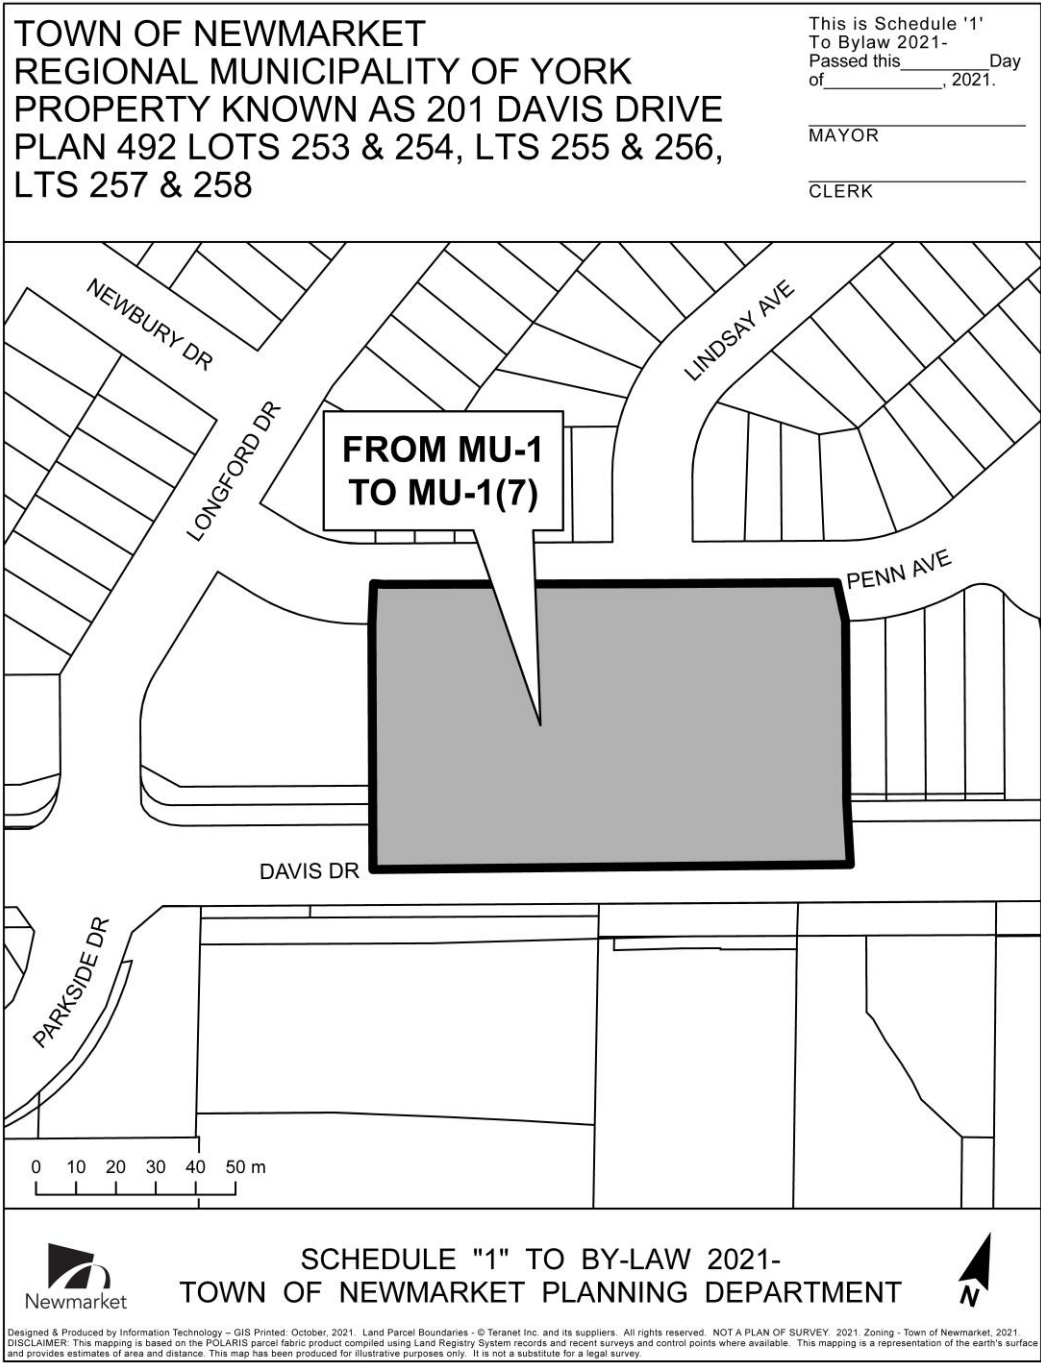 TOWN OF NEWMARKET
REGIONAL MUNICIPALITY OF YORK
PROPERTY KNOWN AS 201 DAVIS DRIVE
PLAN 492 LOTS 253 & 254, LTS 255 & 256,
LTS 257 & 258
This is Schedule '1'
To Bylaw 2021-
Passed this_________Day
of____________, 2021.
MAYOR
CLERK
NEWBURY DR
LINDSAY AVE
LONGFORD DR
FROM MU-1
TO MU-1(7)
PENN AVE
DAVIS DR
PARKSIDE DR
0 10 20 30 40 50 m
SCHEDULE "1" TO BY-LAW 2021-
TOWN OF NEWMARKET PLANNING DEPARTMENT
Newmarket
N
Designed & Produced by Information Technology – GIS Printed: October, 2021. Land Parcel Boundaries - © Teranet Inc. and its suppliers. All rights reserved. NOT A PLAN OF SURVEY. 2021. Zoning - Town of Newmarket, 2021.
DISCLAIMER: This mapping is based on the POLARIS parcel fabric product compiled using Land Registry System records and recent surveys and control points where available. This mapping is a representation of the earth's surface
and provides estimates of area and distance. This map has been produced for illustrative purposes only. It is not a substitute for a legal survey.